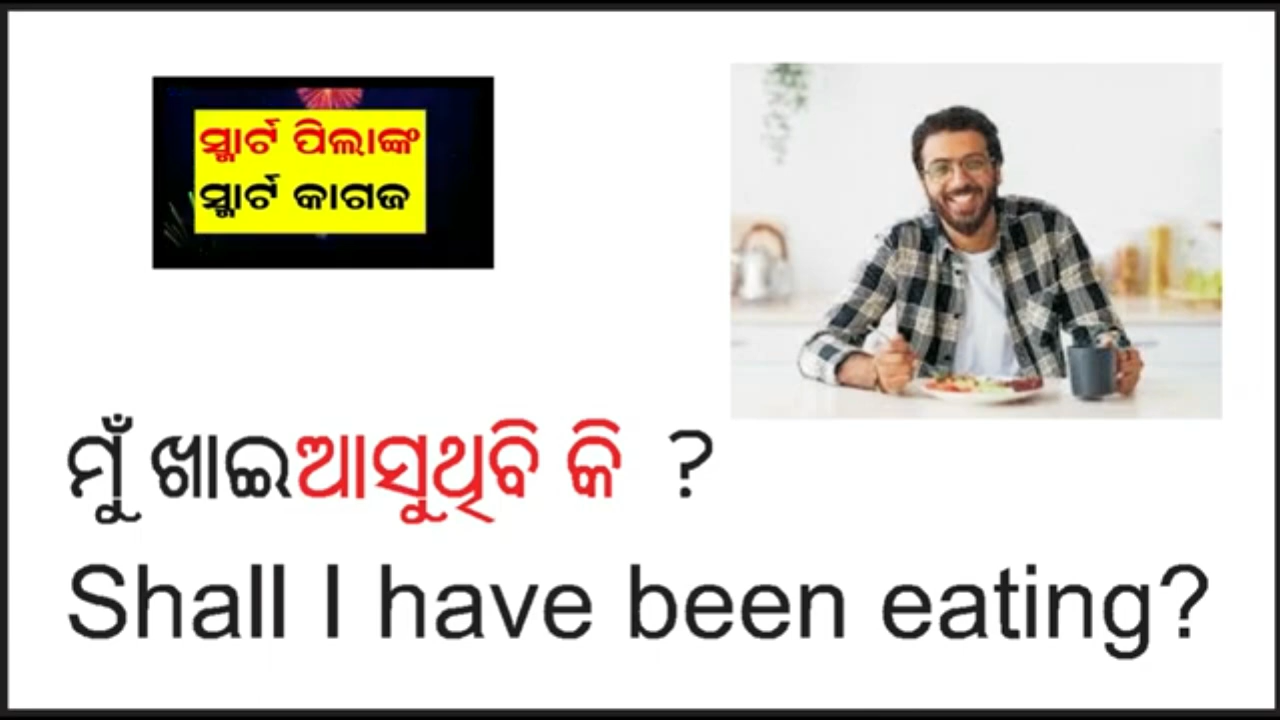 ସ୍ମାର୍ଟ ପିଲାଙ୍କ
ସ୍ମାର୍ଟ କାଗଜ
ମୁଁ ଖାଇଆସୁଥିବି କି ?
Shall I have been eating?